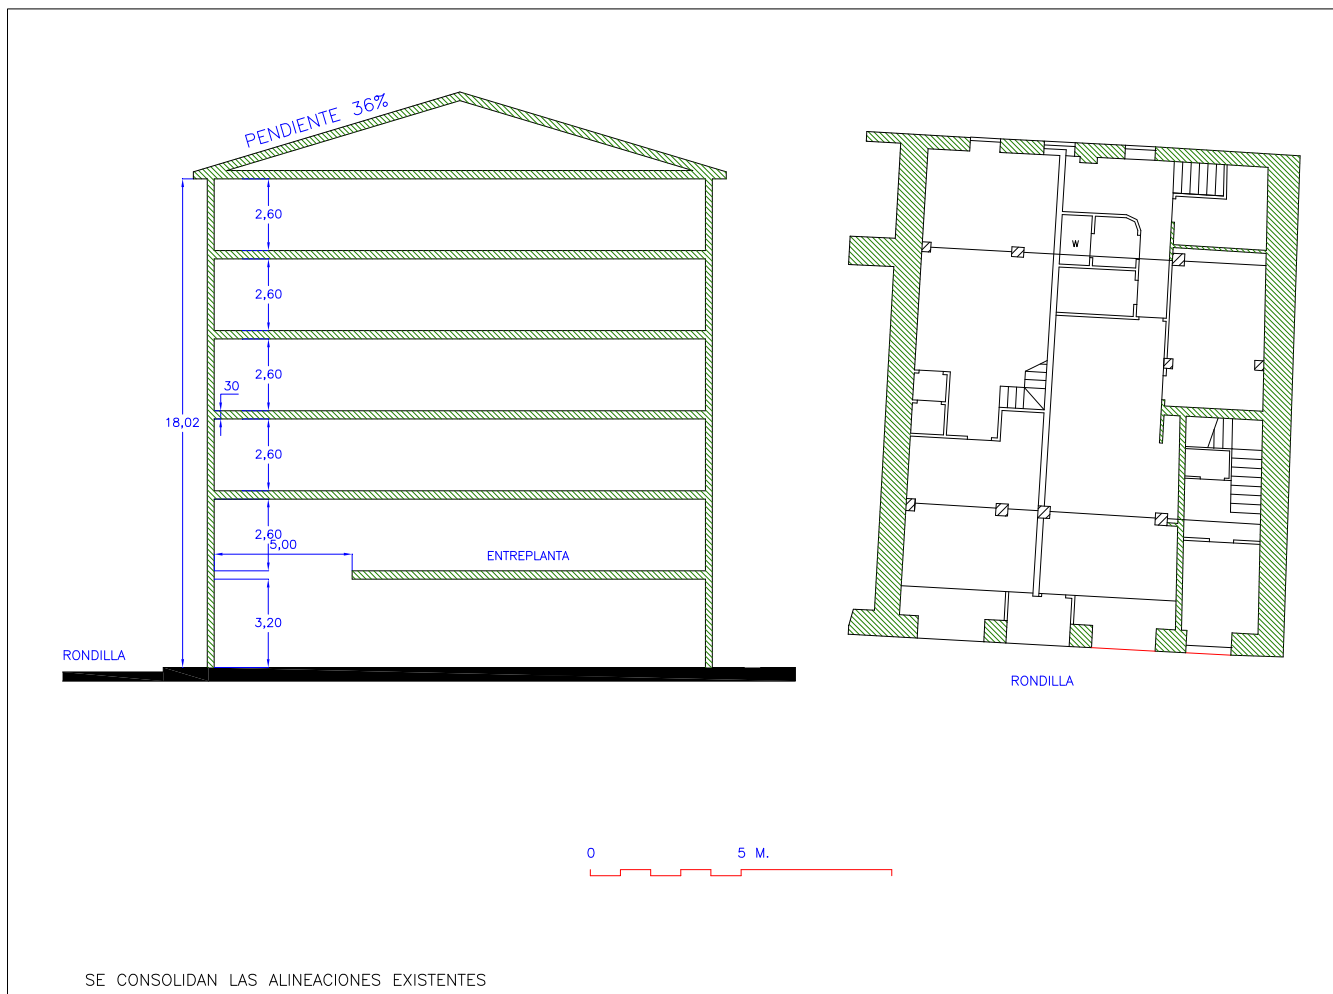 PENDIENTE 36%
2,60
2,60
2,60
30
18,02
2,60
2,60
5,00
ENTREPLANTA
3,20
RONDILLA
W
RONDILLA
0 5 M.
SE CONSOLIDAN LAS ALINEACIONES EXISTENTES